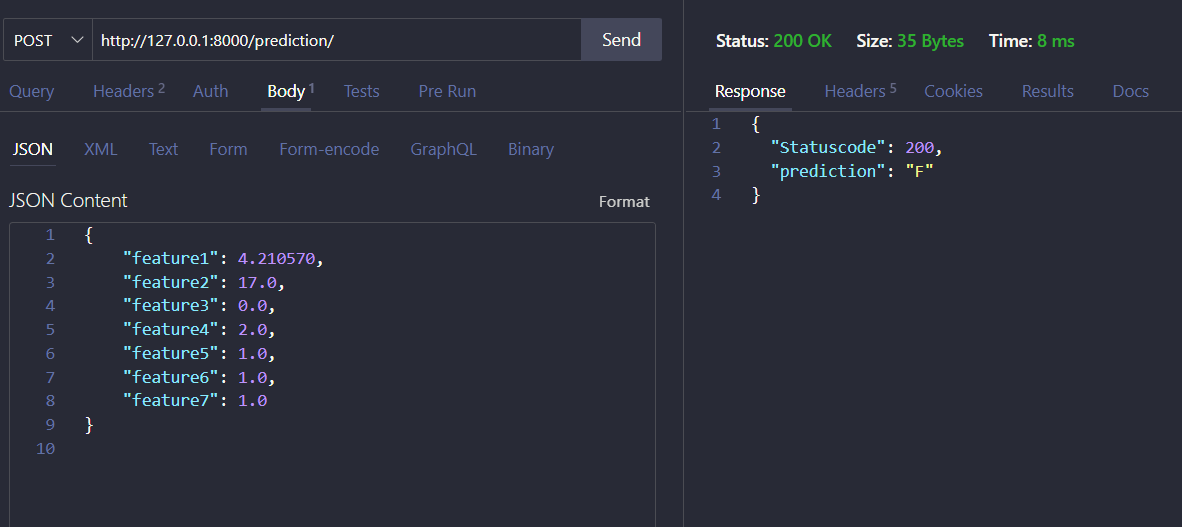 POST http://127.0.0.1:8000/prediction/ Send
Query Headers 2 Auth Body 1 Tests Pre Run
JSON XML Text Form Form-encode GraphQL Binary
JSON Content Format
1 {
2 "feature1": 4.210570,
3 "feature2": 17.0,
4 "feature3": 0.0,
5 "feature4": 2.0,
6 "feature5": 1.0,
7 "feature6": 1.0,
8 "feature7": 1.0
9 }
10
Status: 200 OK Size: 35 Bytes Time: 8 ms
Response Headers 5 Cookies Results Docs
1 {
2 "Statuscode": 200,
3 "prediction": "F"
4 }